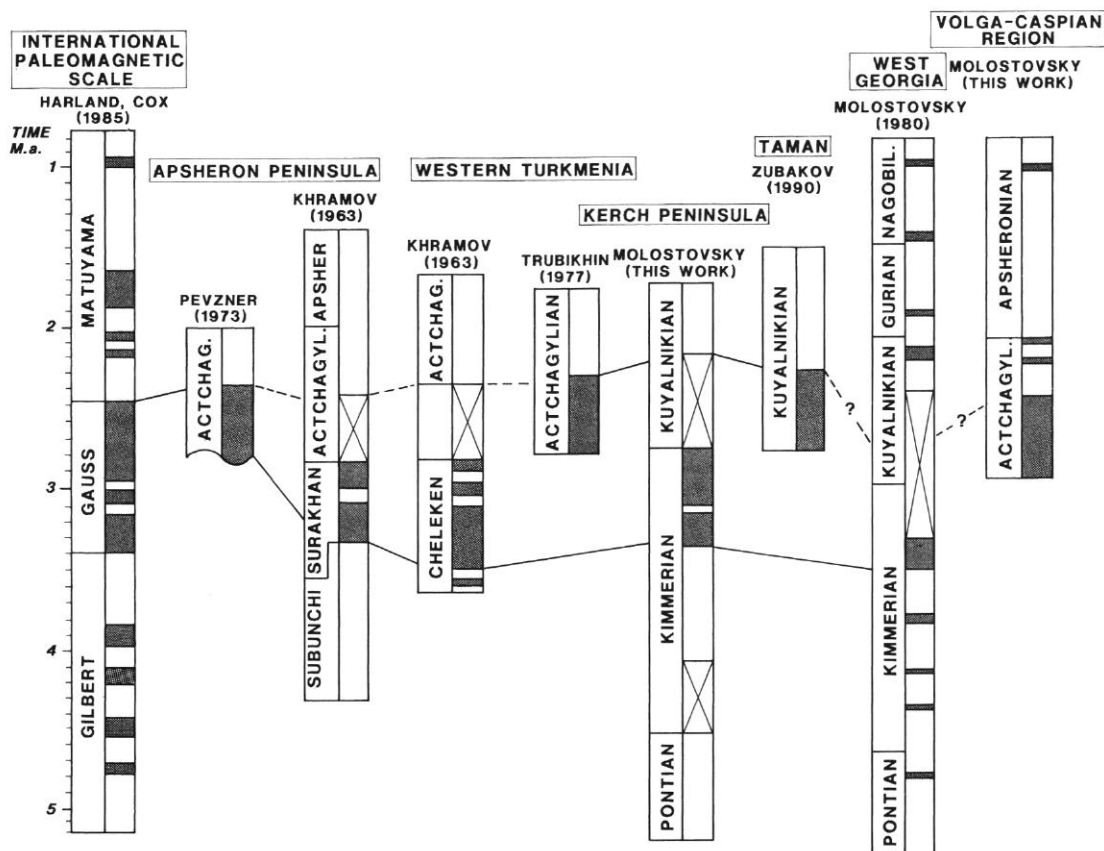 INTERNATIONAL
PALEOMAGNETIC
SCALE
HARLAND, COX
(1985)
TIME
M.a.
1
2
3
4
5
MATUYAMA
GAUSS
GILBERT
APSHERON PENINSULA
PEVZNER
(1973)
ACTCHAG.
KHRAMOV
(1963)
APSHER
ACTCHAGYL.
SURAKHAN
SUBUNCHI
WESTERN TURKMENIA
KHRAMOV
(1963)
ACTCHAG.
CHELEKEN
TRUBIKHIN
(1977)
ACTCHAGYLIAN
KERCH PENINSULA
MOLOSTOVSKY
(THIS WORK)
KUYALNIKIAN
KIMMERIAN
PONTIAN
TAMAN
ZUBAKOV
(1990)
KUYALNIKIAN
?
WEST
GEORGIA
MOLOSTOVSKY
(1980)
NAGOBIL.
GURIAN
KUYALNIKIAN
KIMMERIAN
PONTIAN
?
VOLGA-CASPIAN
REGION
MOLOSTOVSKY
(THIS WORK)
APSHERONIAN
ACTCHAGYL..